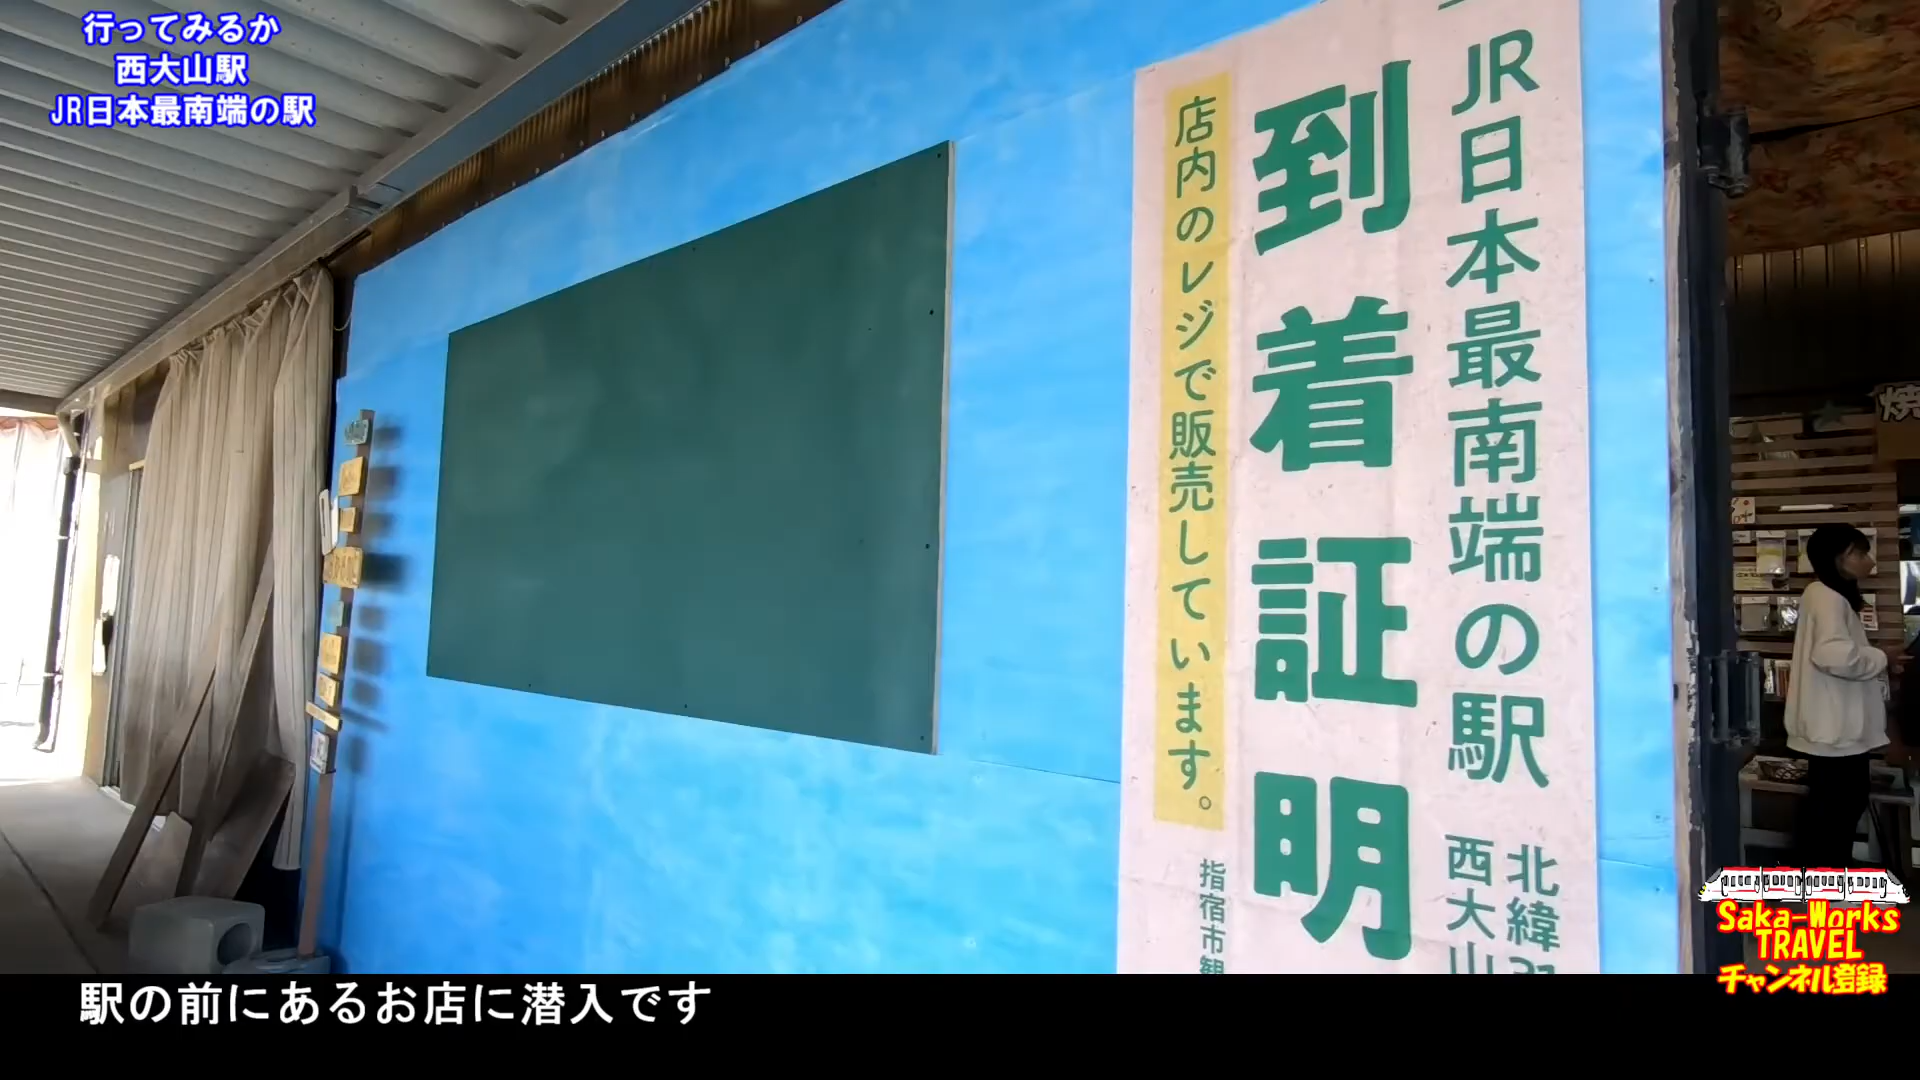 行ってみるか
西大山駅
JR日本最南端の駅
JR日本最南端の駅
北緯31
西大山
到着証明
店内のレジで販売しています。
指宿市観
焼
Saka-Works
TRAVEL
チャンネル登録
駅の前にあるお店に潜入です